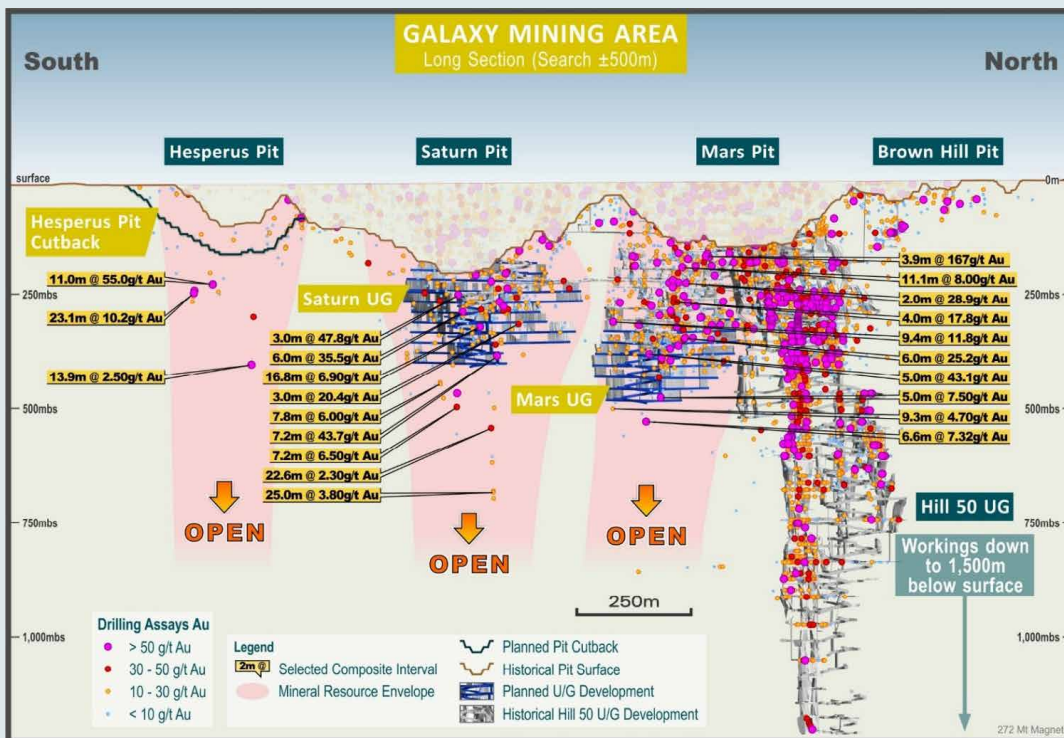 GALAXY MINING AREA
Long Section (Search ±500m)
South
North
Hesperus Pit
Saturn Pit
Mars Pit
Brown Hill Pit
surface
0m
Hesperus Pit
Cutback
11.0m @ 55.0g/t Au
23.1m @ 10.2g/t Au
13.9m @ 2.50g/t Au
250mbs
500mbs
750mbs
1,000mbs
Saturn UG
3.0m @ 47.8g/t Au
6.0m @ 35.5g/t Au
16.8m @ 6.90g/t Au
3.0m @ 20.4g/t Au
7.8m @ 6.00g/t Au
7.2m @ 43.7g/t Au
7.2m @ 6.50g/t Au
22.6m @ 2.30g/t Au
25.0m @ 3.80g/t Au
Mars UG
3.9m @ 167g/t Au
11.1m @ 8.00g/t Au
2.0m @ 28.9g/t Au
4.0m @ 17.8g/t Au
9.4m @ 11.8g/t Au
6.0m @ 25.2g/t Au
5.0m @ 43.1g/t Au
5.0m @ 7.50g/t Au
9.3m @ 4.70g/t Au
6.6m @ 7.32g/t Au
250mbs
500mbs
750mbs
1,000mbs
OPEN
OPEN
OPEN
Hill 50 UG
Workings down
to 1,500m
below surface
250m
Drilling Assays Au
> 50 g/t Au
30 - 50 g/t Au
10 - 30 g/t Au
< 10 g/t Au
Legend
2m @
Selected Composite Interval
Mineral Resource Envelope
Planned Pit Cutback
Historical Pit Surface
Planned U/G Development
Historical Hill 50 U/G Development
272 Mt Magnet